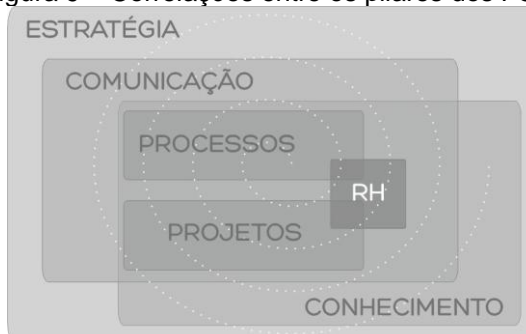 ESTRATÉGIA
COMUNICAÇÃO
PROCESSOS
RH
PROJETOS
CONHECIMENTO